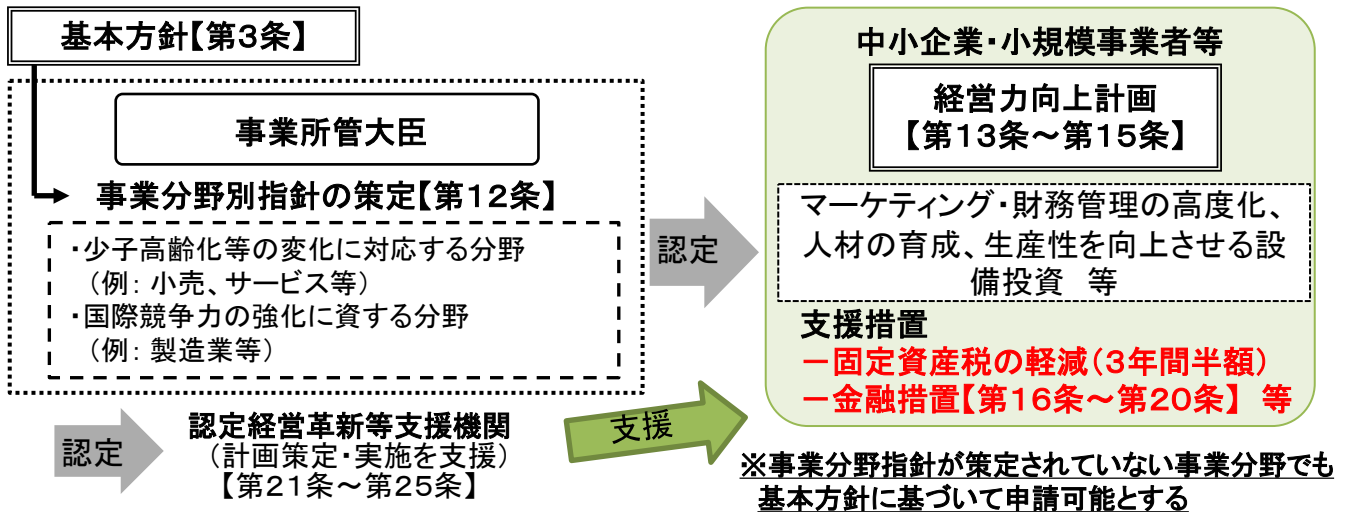 基本方針【第3条】
事業所管大臣
事業分野別指針の策定【第12条】
・少子高齢化等の変化に対応する分野
(例: 小売、サービス等)
・国際競争力の強化に資する分野
(例: 製造業等)
認定
認定経営革新等支援機関
(計画策定・実施を支援)
【第21条～第25条】
認定
支援
中小企業・小規模事業者等
経営力向上計画
【第13条～第15条】
マーケティング・財務管理の高度化、
人材の育成、生産性を向上させる設
備投資 等
支援措置
－固定資産税の軽減(3年間半額)
－金融措置【第16条～第20条】 等
※事業分野指針が策定されていない事業分野でも
基本方針に基づいて申請可能とする